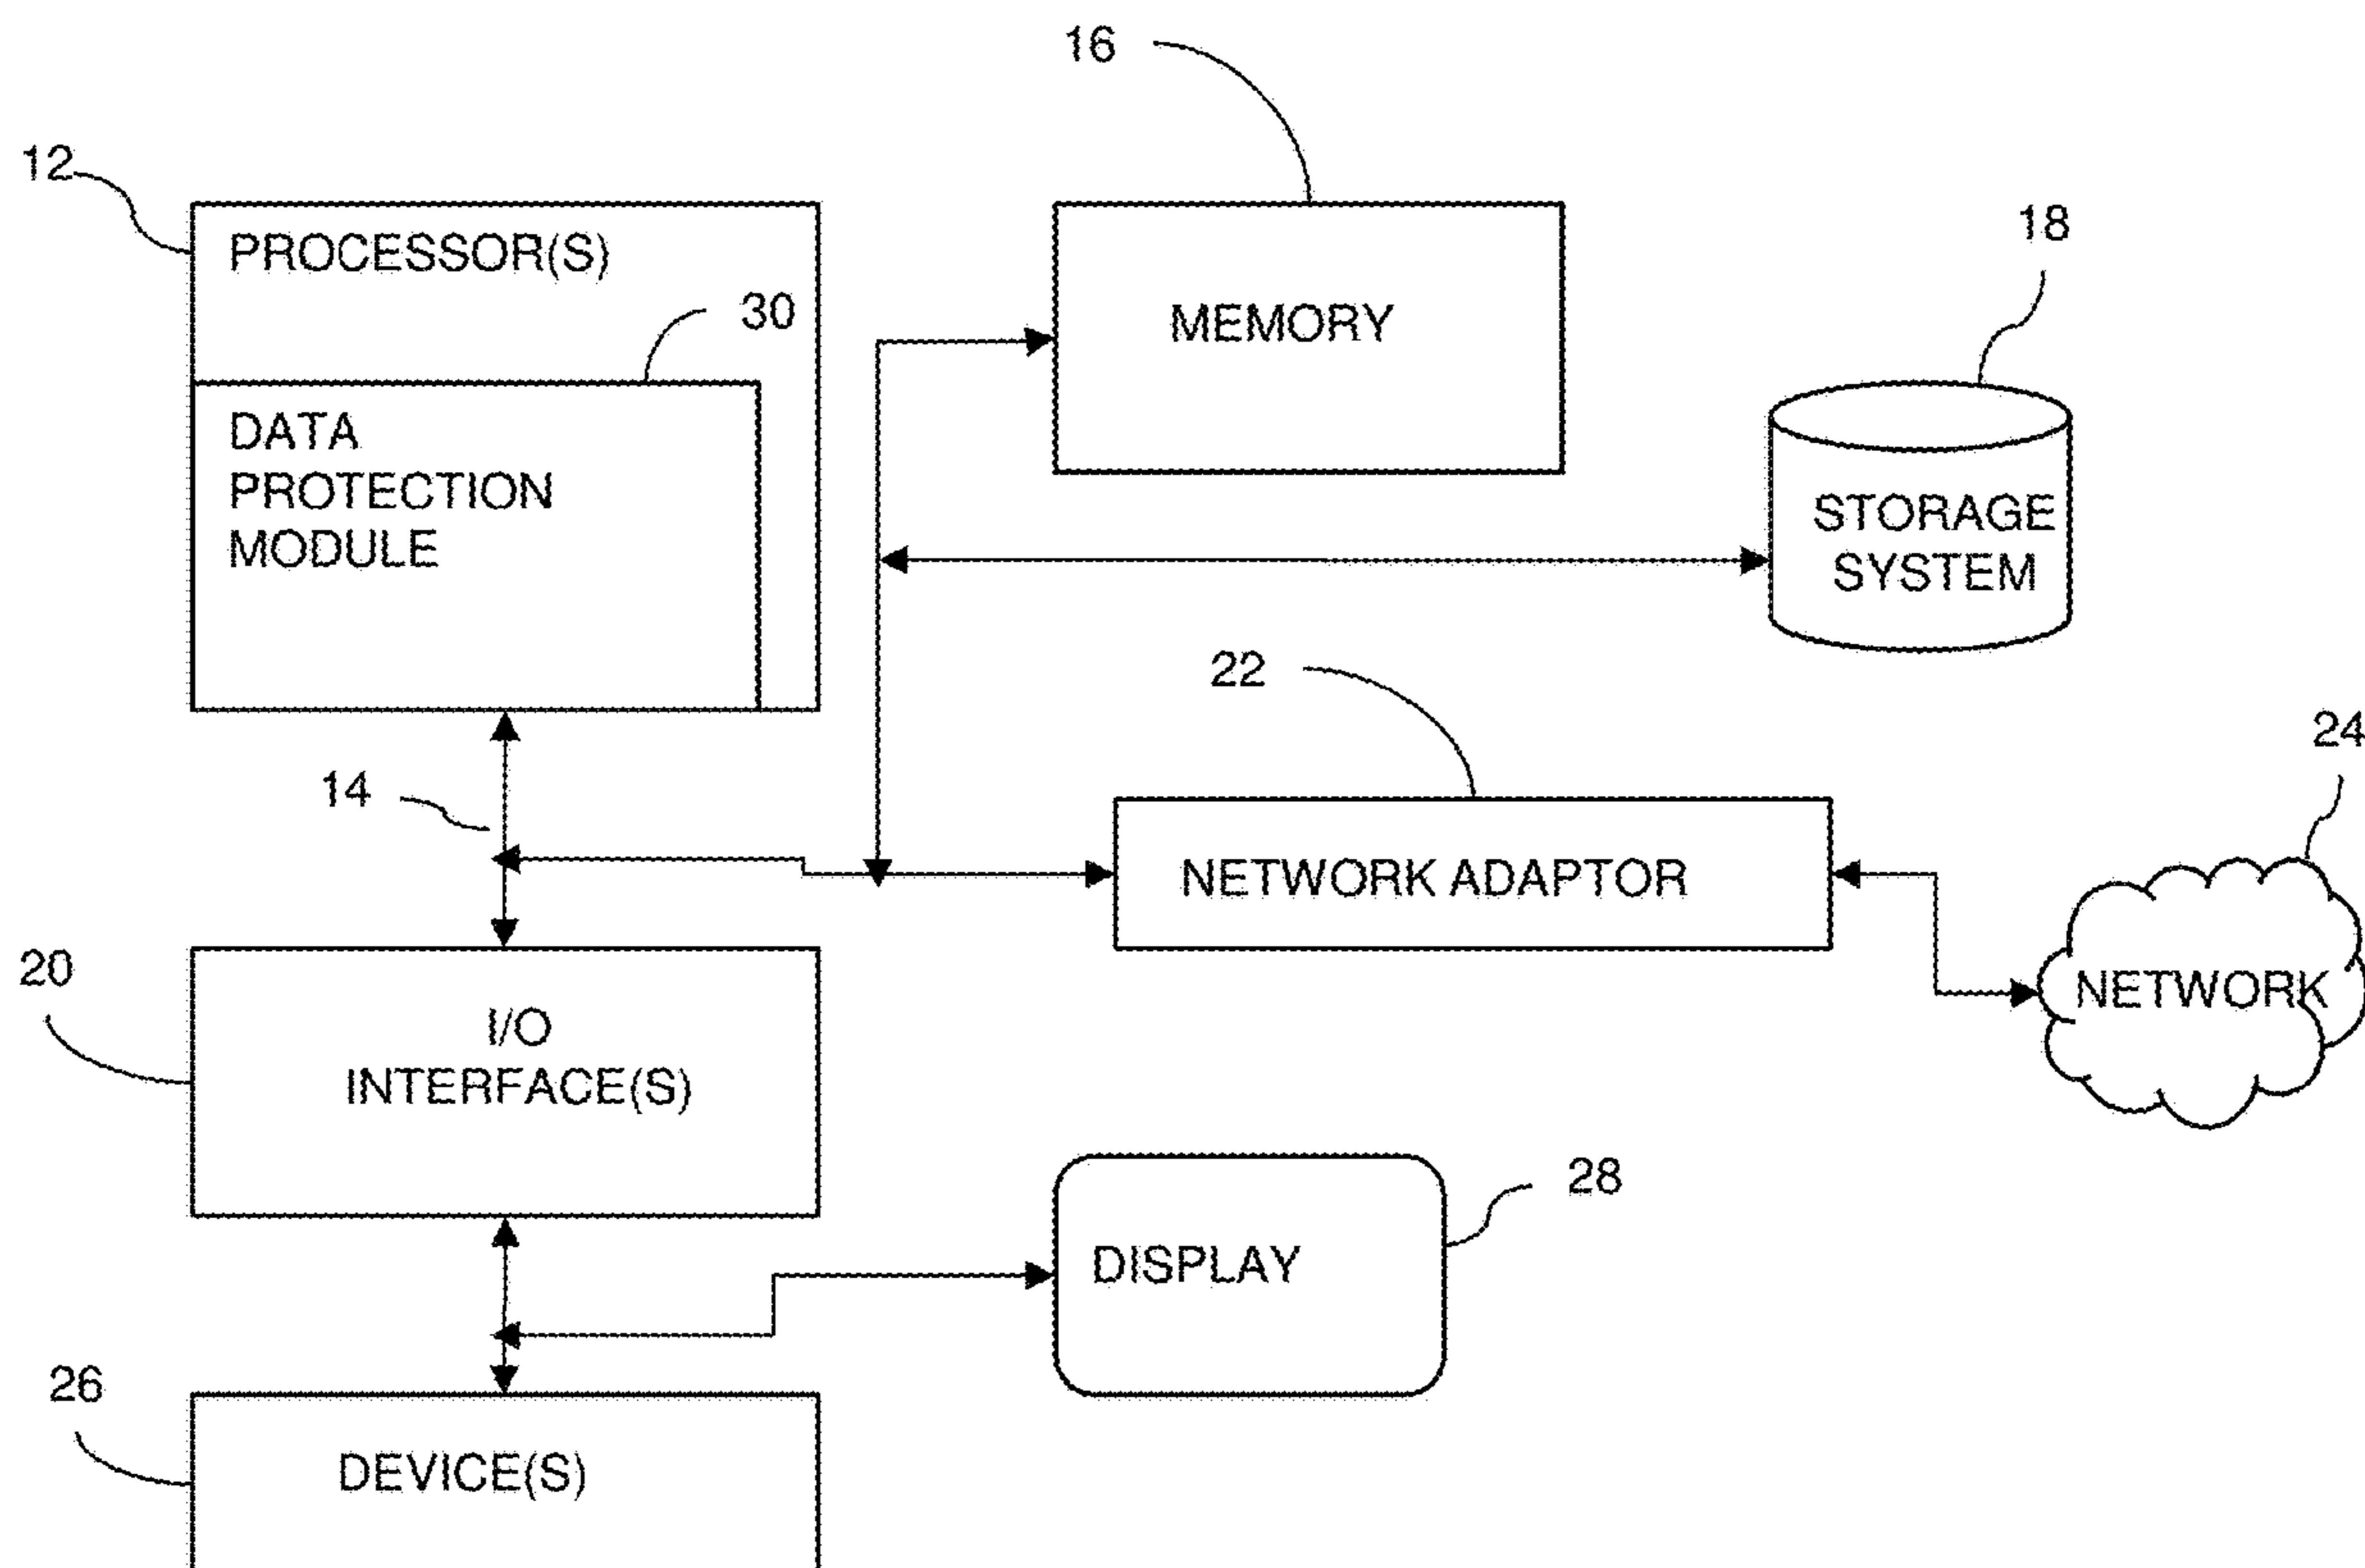 16
12
PROCESSOR(S)
18
30
MEMORY
DATA
PROTECTION
MODULE
STORAGE
SYSTEM
22
24
14
NETWORK ADAPTOR
20
NETWORK
I/O
INTERFACE(S)
28
DISPLAY
26
DEVICE(S)